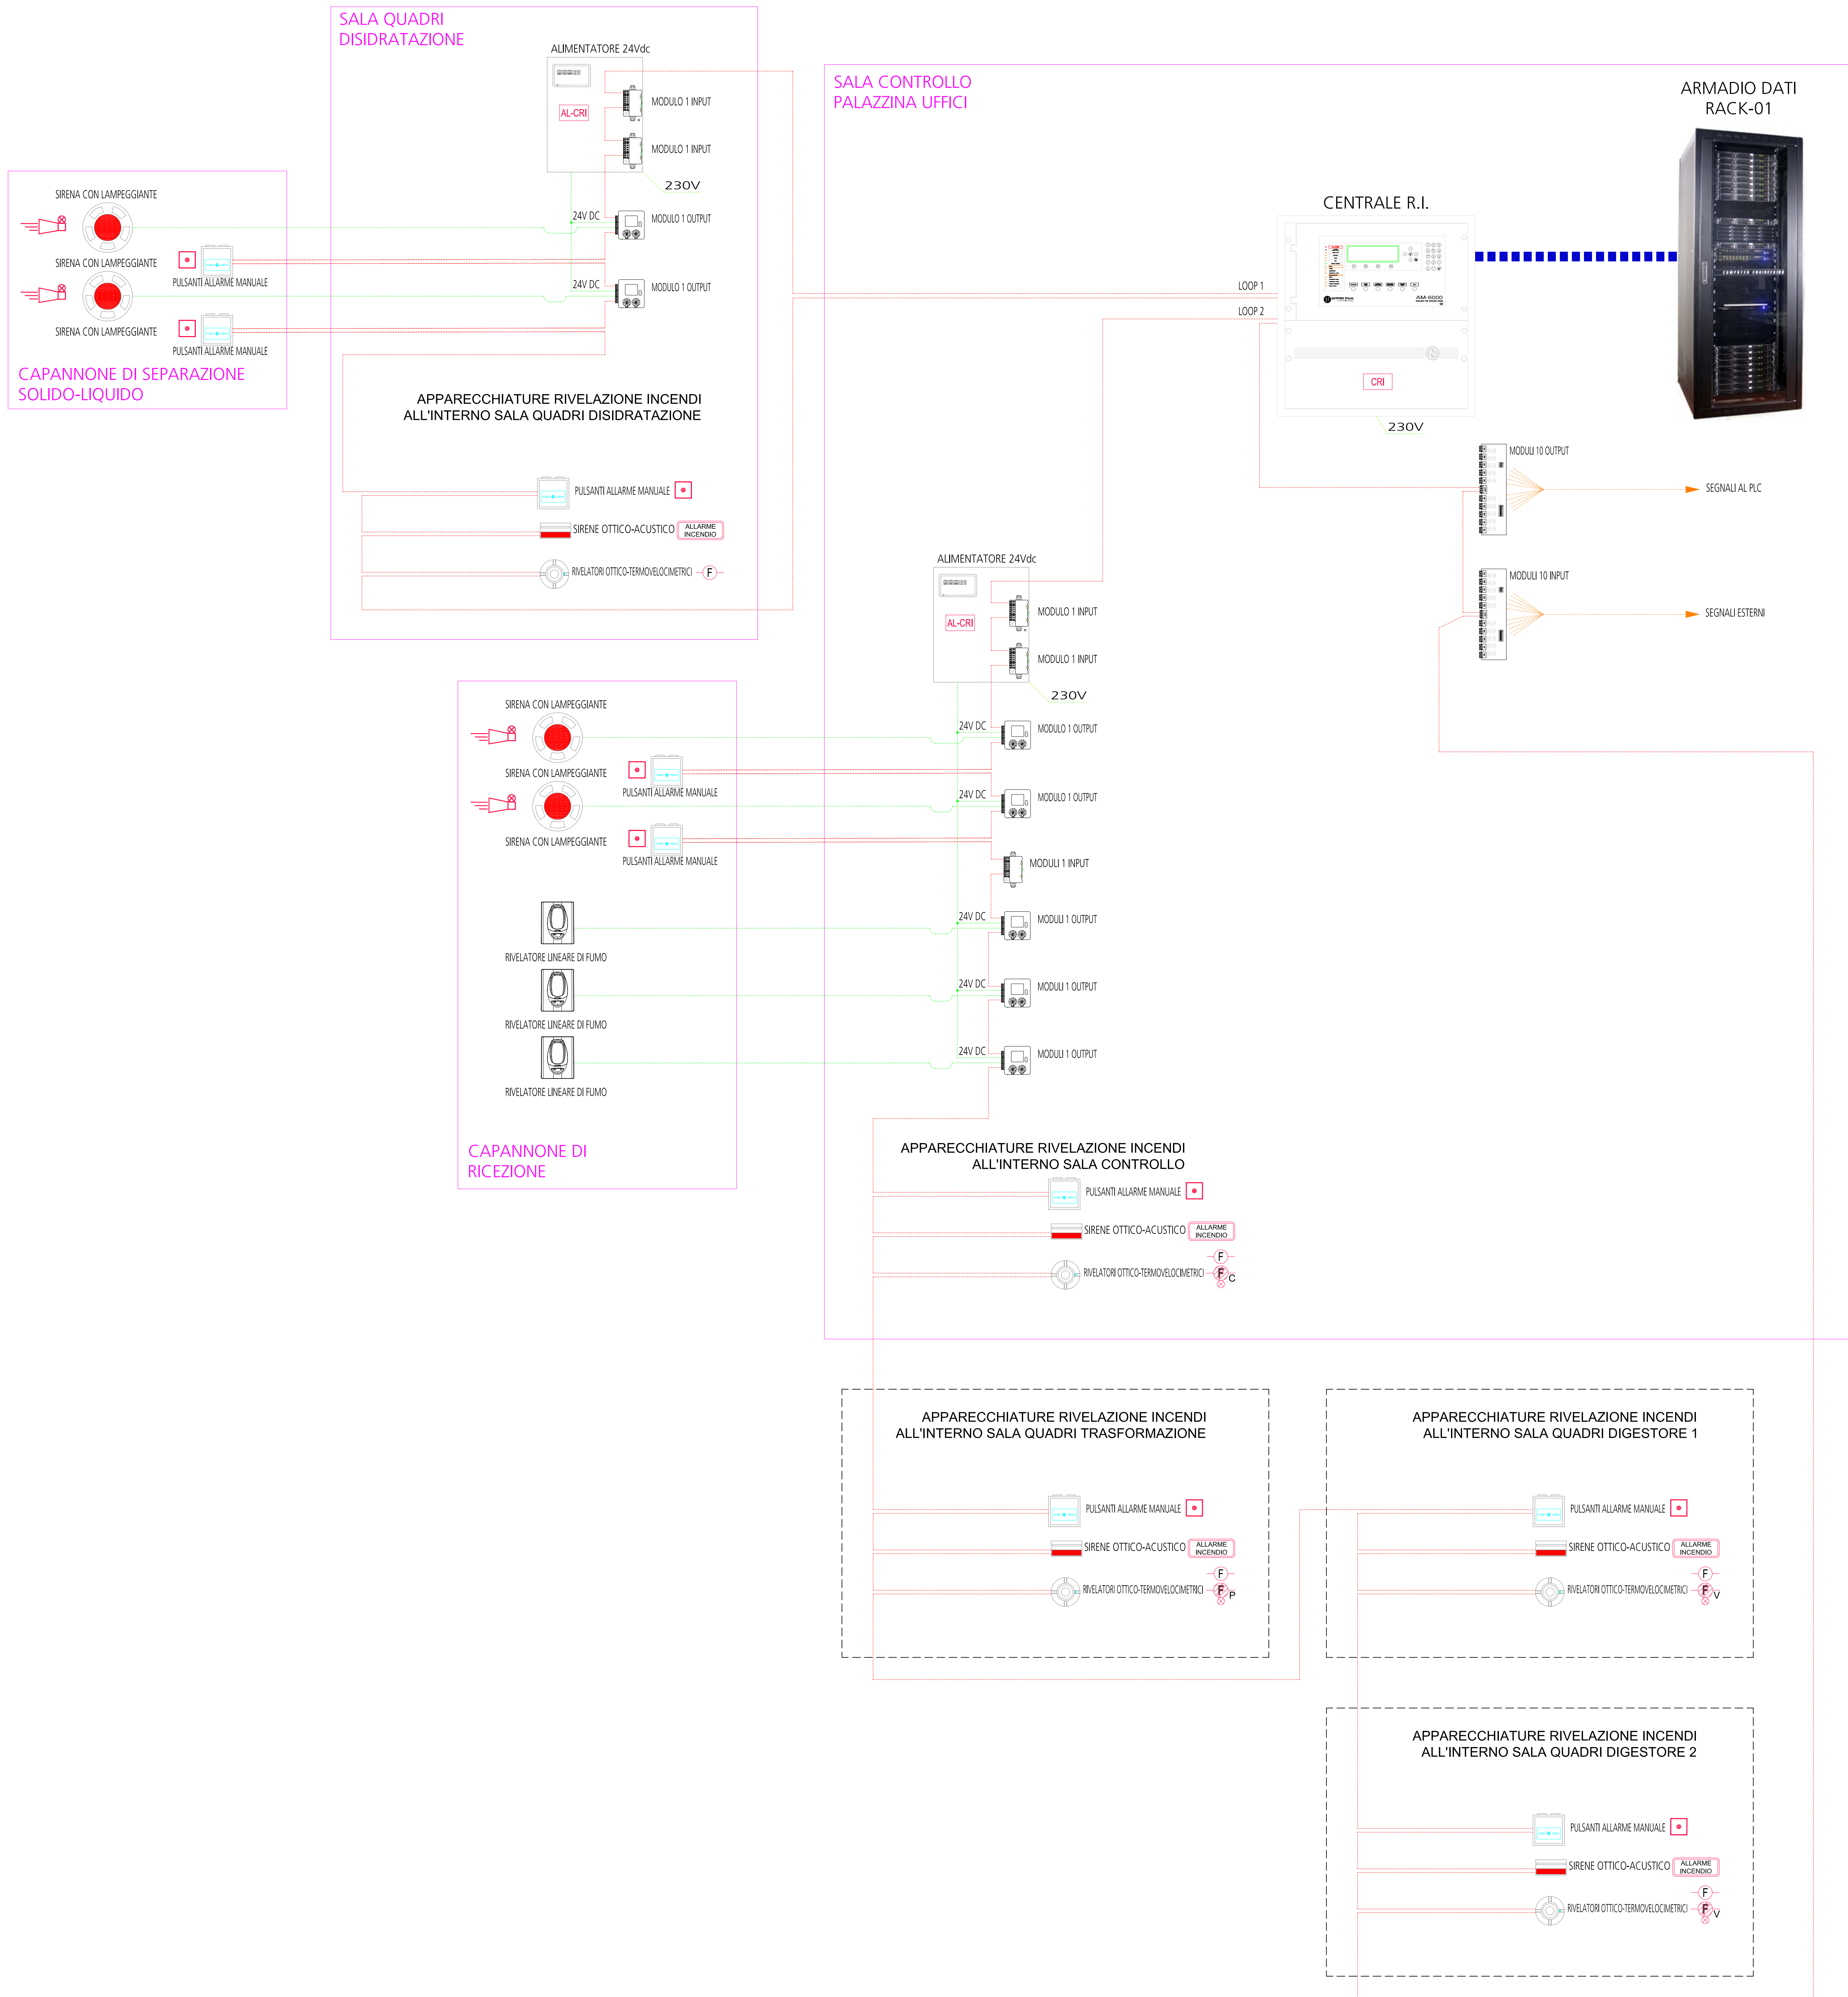 SALA QUADRI
DISIDRATAZIONE
ALIMENTATORE 24Vdc
MODULO 1 INPUT
AL-CRI
MODULO 1 INPUT
230V
24V DC
MODULO 1 OUTPUT
24V DC
MODULO 1 OUTPUT
SIRENA CON LAMPEGGIANTE
SIRENA CON LAMPEGGIANTE
PULSANTI ALLARME MANUALE
SIRENA CON LAMPEGGIANTE
PULSANTI ALLARME MANUALE
CAPANNONE DI SEPARAZIONE
SOLIDO-LIQUIDO
APPARECCHIATURE RIVELAZIONE INCENDI
ALL'INTERNO SALA QUADRI DISIDRATAZIONE
PULSANTI ALLARME MANUALE
SIRENE OTTICO-ACUSTICO
ALLARME
INCENDIO
RIVELATORI OTTICO-TERMOVELOCIMETRICI
F
SALA CONTROLLO
PALAZZINA UFFICI
ARMADIO DATI
RACK-01
CENTRALE R.I.
AM-6000
LOOP 1
LOOP 2
CRI
230V
MODULI 10 OUTPUT
SEGNALI AL PLC
MODULI 10 INPUT
SEGNALI ESTERNI
ALIMENTATORE 24Vdc
MODULO 1 INPUT
AL-CRI
MODULO 1 INPUT
230V
24V DC
MODULO 1 OUTPUT
24V DC
MODULO 1 OUTPUT
MODULI 1 INPUT
24V DC
MODULI 1 OUTPUT
24V DC
MODULI 1 OUTPUT
24V DC
MODULI 1 OUTPUT
SIRENA CON LAMPEGGIANTE
SIRENA CON LAMPEGGIANTE
PULSANTI ALLARME MANUALE
SIRENA CON LAMPEGGIANTE
PULSANTI ALLARME MANUALE
RIVELATORE LINEARE DI FUMO
RIVELATORE LINEARE DI FUMO
RIVELATORE LINEARE DI FUMO
CAPANNONE DI
RICEZIONE
APPARECCHIATURE RIVELAZIONE INCENDI
ALL'INTERNO SALA CONTROLLO
PULSANTI ALLARME MANUALE
SIRENE OTTICO-ACUSTICO
ALLARME
INCENDIO
F
RIVELATORI OTTICO-TERMOVELOCIMETRICI
F C
APPARECCHIATURE RIVELAZIONE INCENDI
ALL'INTERNO SALA QUADRI TRASFORMAZIONE
PULSANTI ALLARME MANUALE
SIRENE OTTICO-ACUSTICO
ALLARME
INCENDIO
F
RIVELATORI OTTICO-TERMOVELOCIMETRICI
F P
APPARECCHIATURE RIVELAZIONE INCENDI
ALL'INTERNO SALA QUADRI DIGESTORE 1
PULSANTI ALLARME MANUALE
SIRENE OTTICO-ACUSTICO
ALLARME
INCENDIO
F
RIVELATORI OTTICO-TERMOVELOCIMETRICI
F V
APPARECCHIATURE RIVELAZIONE INCENDI
ALL'INTERNO SALA QUADRI DIGESTORE 2
PULSANTI ALLARME MANUALE
SIRENE OTTICO-ACUSTICO
ALLARME
INCENDIO
F
RIVELATORI OTTICO-TERMOVELOCIMETRICI
F V